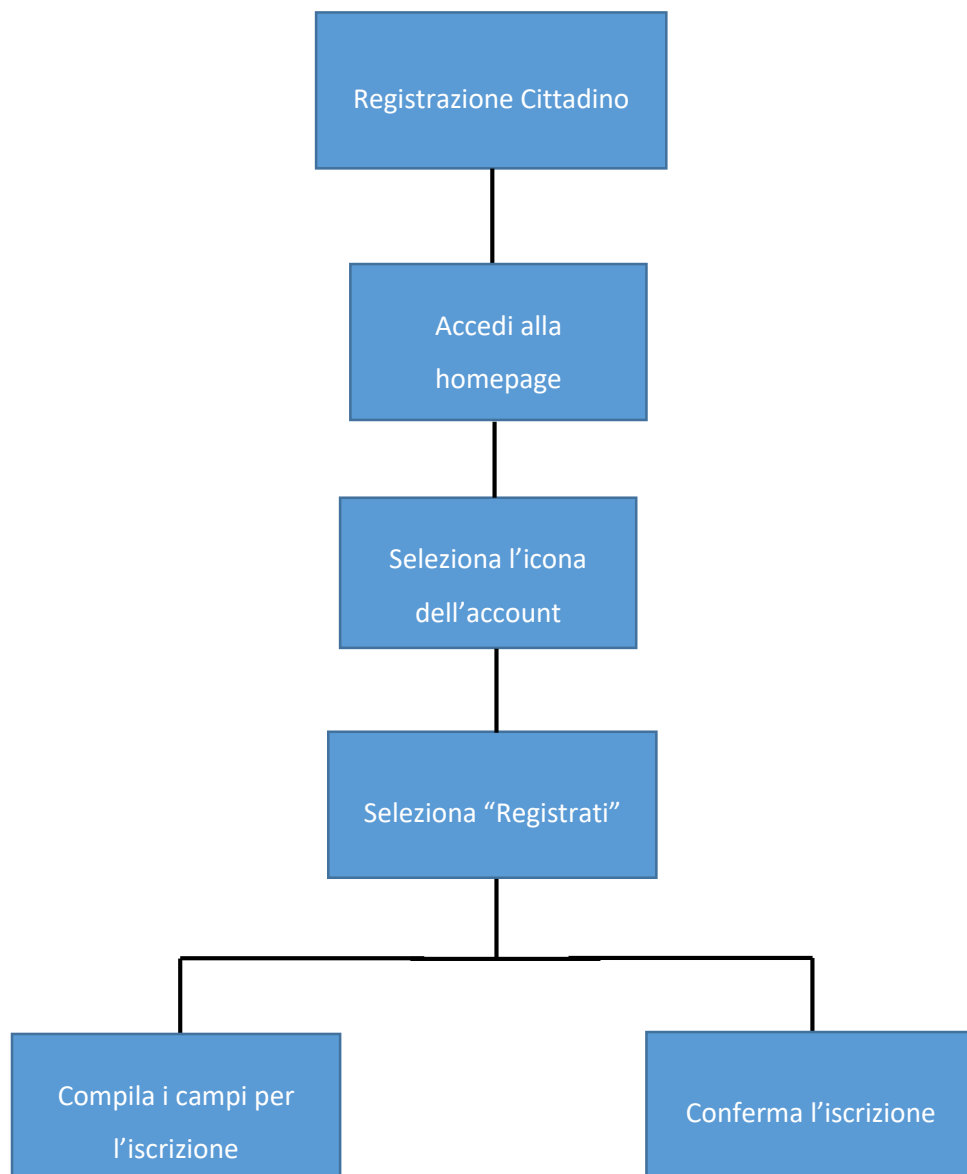 Registrazione Cittadino
Accedi alla
homepage
Seleziona l’icona
dell’account
Seleziona “Registrati”
Compila i campi per
l’iscrizione
Conferma l’iscrizione